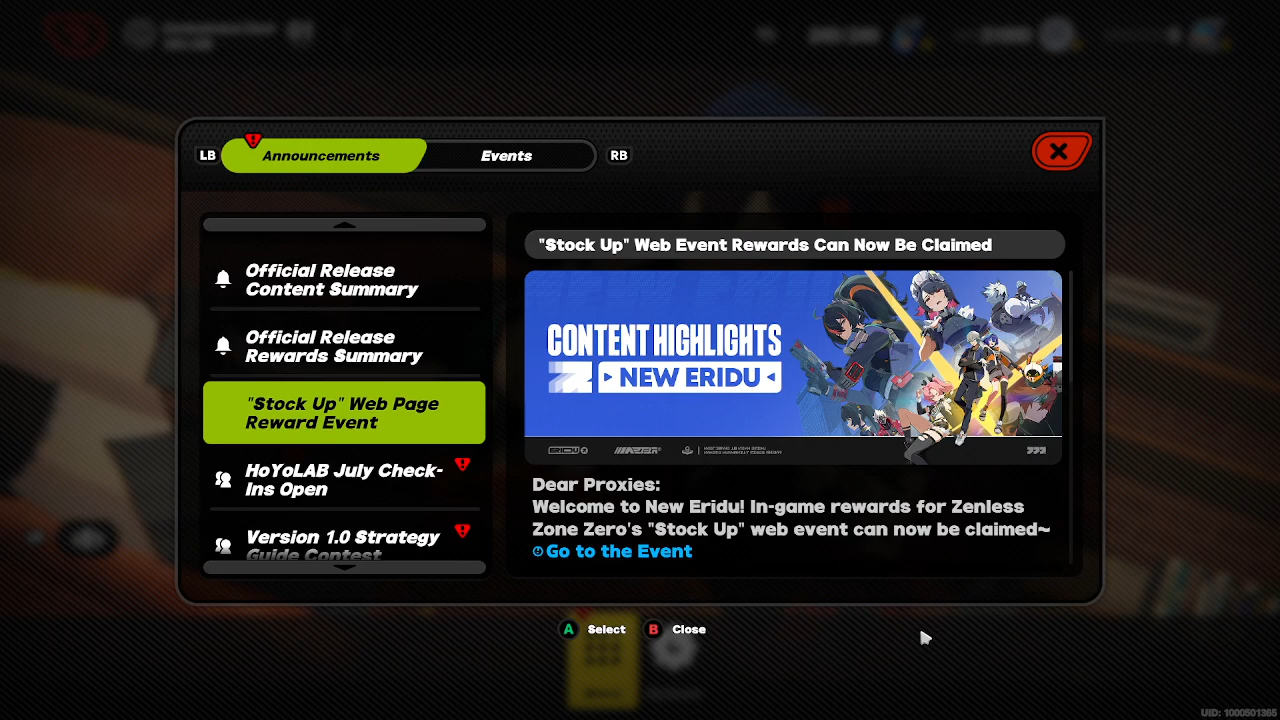 LB
Announcements
Events
RB
Official Release
Content Summary
Official Release
Rewards Summary
"Stock Up" Web Page
Reward Event
HoYoLAB July Check-
Ins Open
Version 1.0 Strategy
Guide Contest
"Stock Up" Web Event Rewards Can Now Be Claimed
CONTENT HIGHLIGHTS
NEW ERIDU
Dear Proxies:
Welcome to New Eridu! In-game rewards for Zenless
Zone Zero's "Stock Up" web event can now be claimed~
Go to the Event
A Select B Close
UID: 1000501365